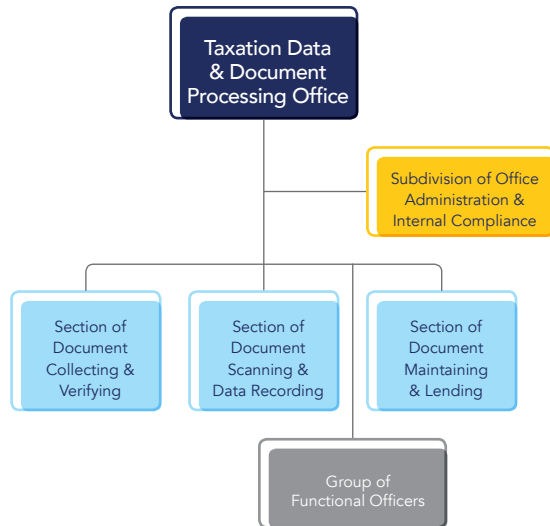 Taxation Data
& Document
Processing Office
Subdivision of Office
Administration &
Internal Compliance
Section of
Document
Collecting &
Verifying
Section of
Document
Scanning &
Data Recording
Section of
Document
Maintaining
& Lending
Group of
Functional Officers